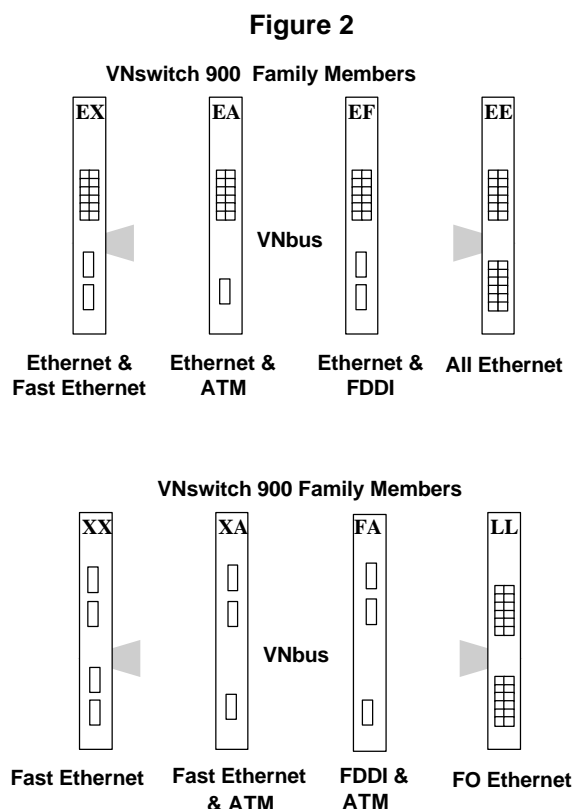 Figure 2
VNswitch 900 Family Members
EX EA EF EE
VNbus
Ethernet & Ethernet & Ethernet & All Ethernet
Fast Ethernet ATM FDDI
VNswitch 900 Family Members
XX XA FA LL
VNbus
Fast Ethernet Fast Ethernet FDDI & FO Ethernet
& ATM ATM